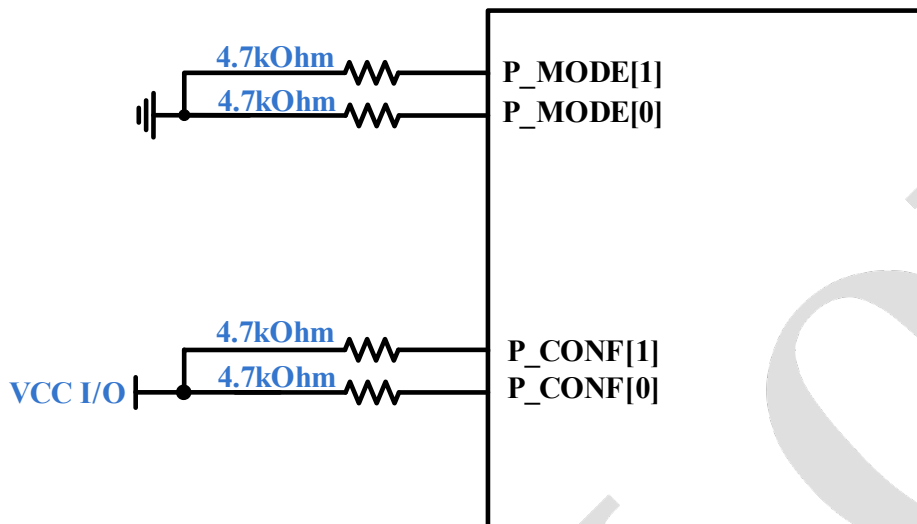 4.7kOhm
P_MODE[1]
4.7kOhm
P_MODE[0]
4.7kOhm
P_CONF[1]
4.7kOhm
P_CONF[0]
VCC I/O